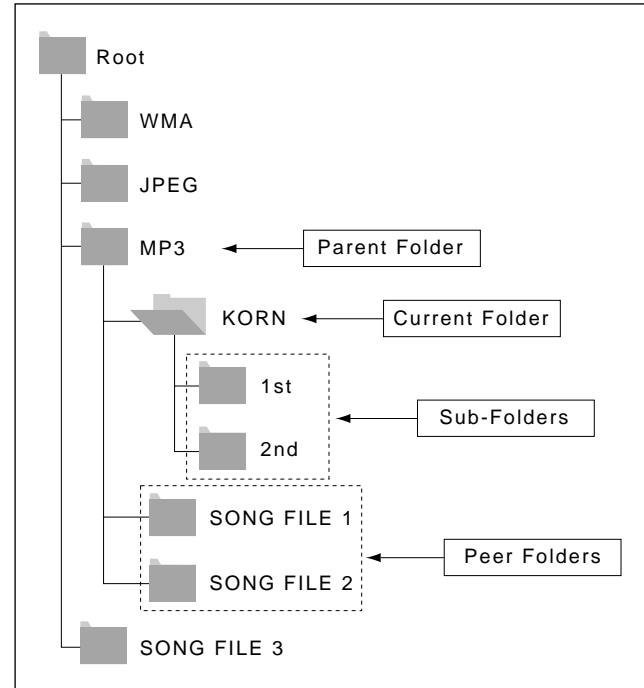 Root
WMA
JPEG
MP3
Parent Folder
KORN
Current Folder
1st
Sub-Folders
2nd
SONG FILE 1
Peer Folders
SONG FILE 2
SONG FILE 3